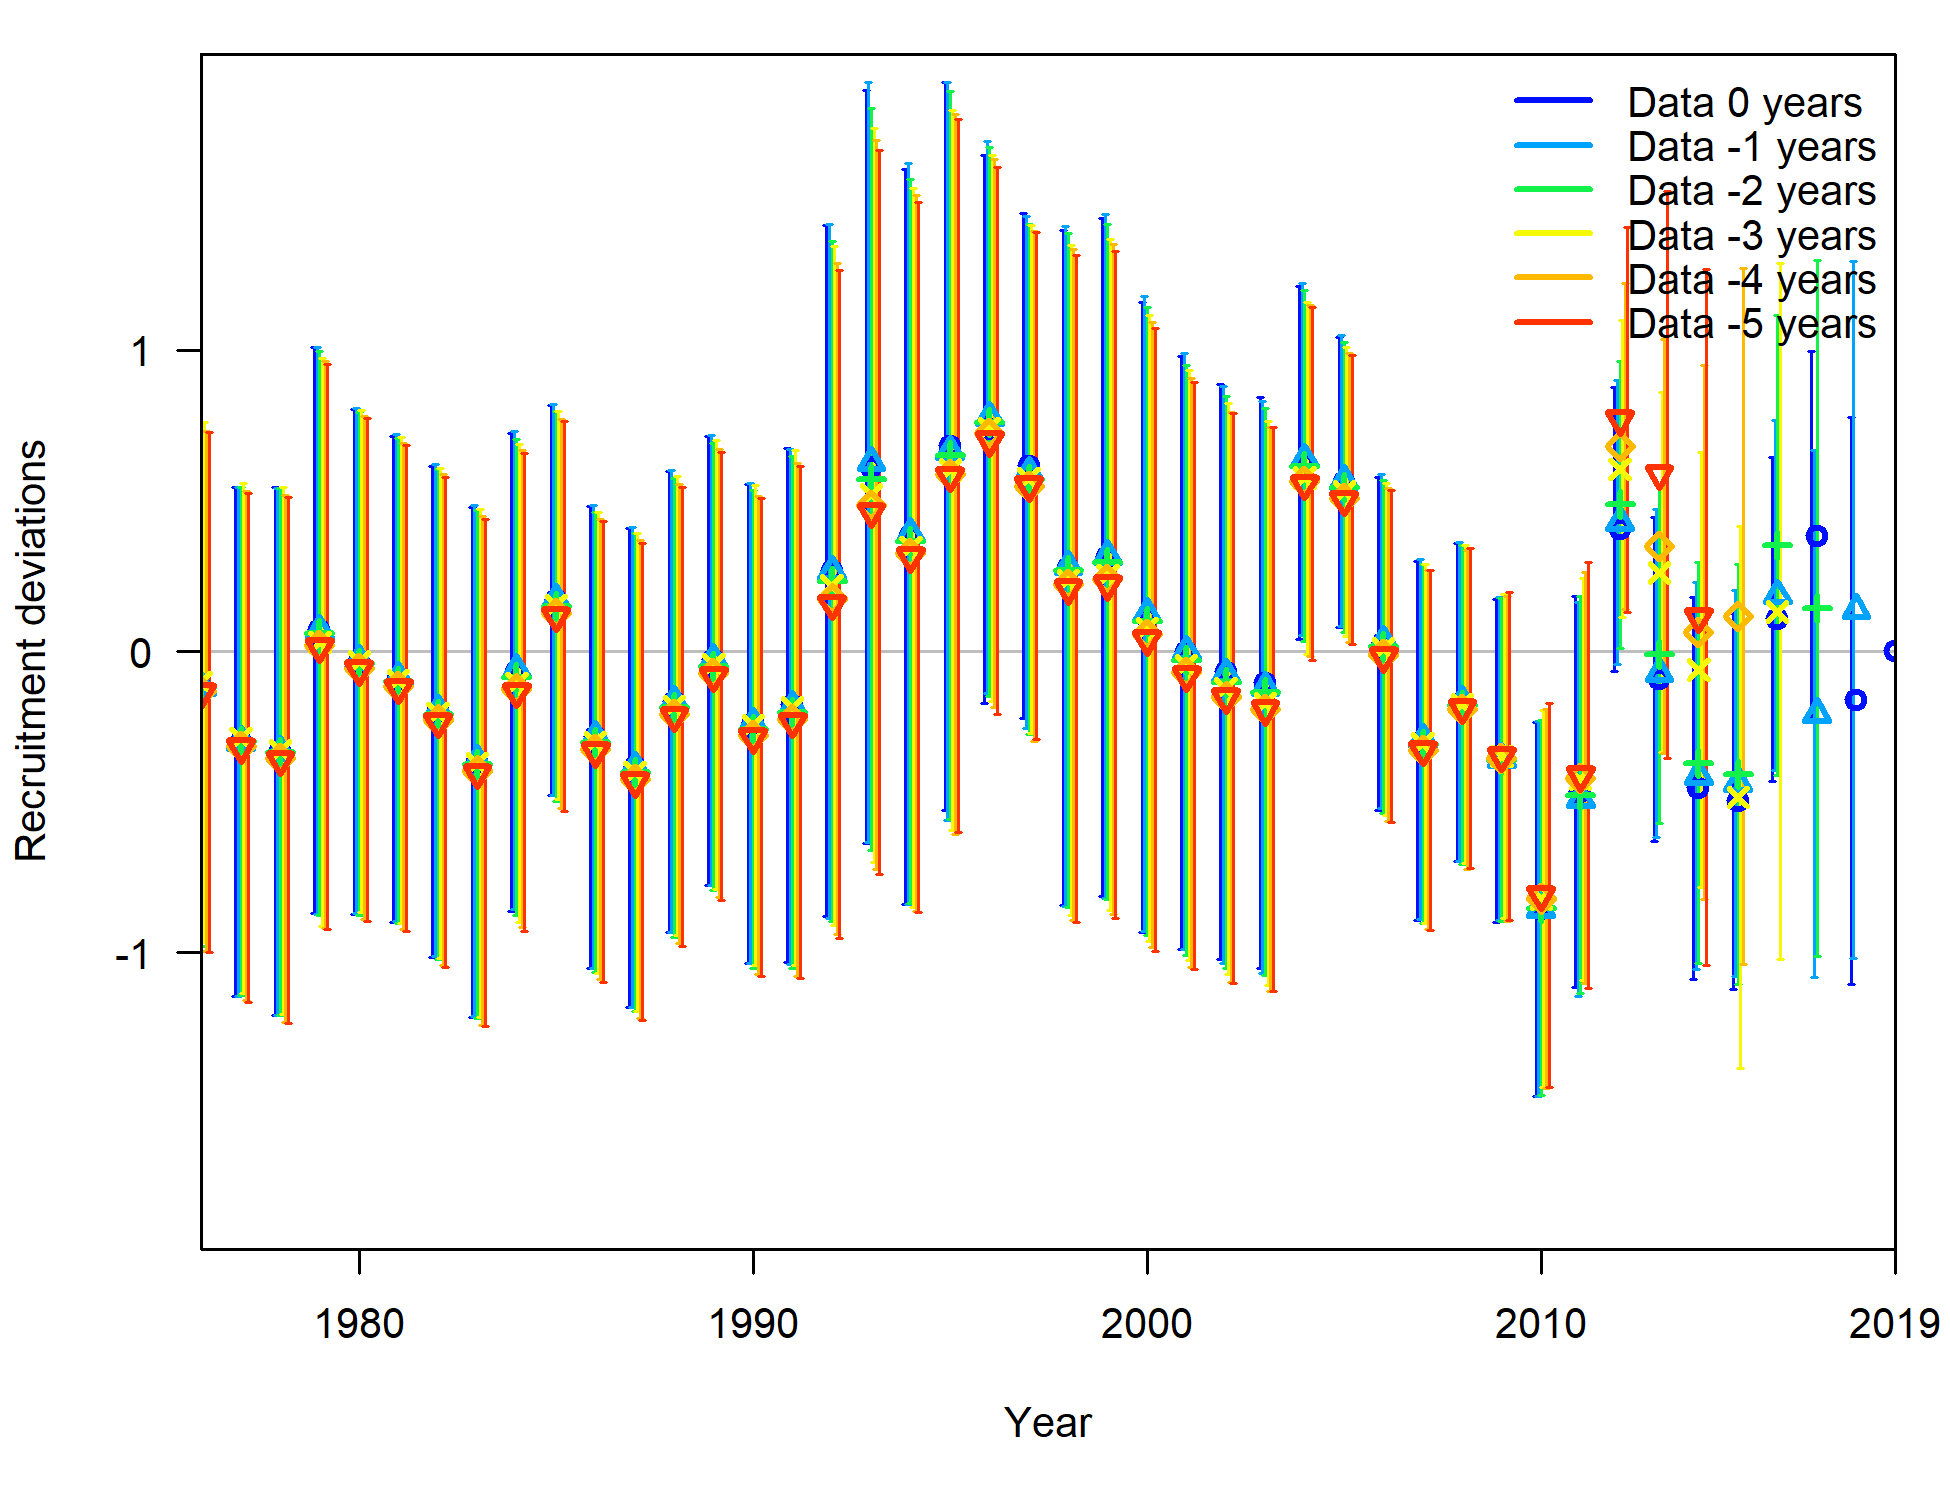 Data 0 years
Data -1 years
Data -2 years
Data -3 years
Data -4 years
Data -5 years
Recruitment deviations
1
0
-1
1980
1990
2000
2010
2019
Year